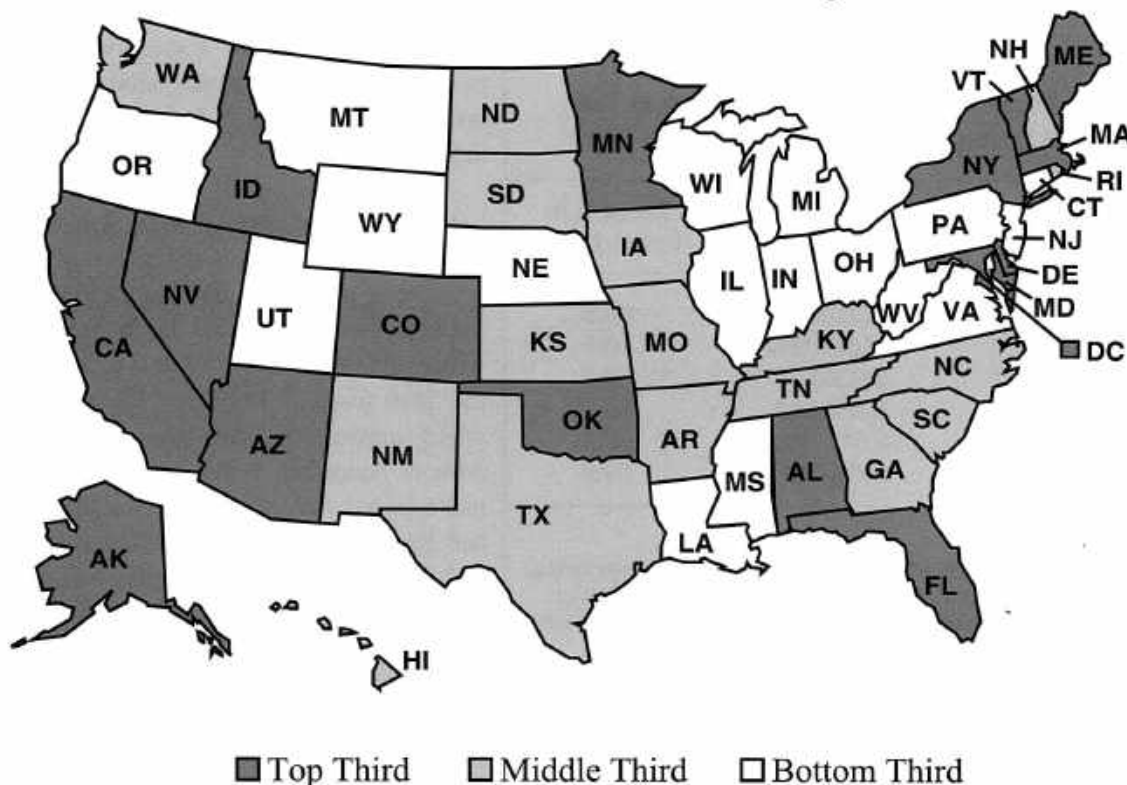 NH
ME
VT
WA
MT
ND
MN
MA
OR
ID
SD
WI
NY
RI
MI
WY
CT
PA
IA
NJ
NE
OH
DE
NV
IL
IN
UT
WV
VA
MD
CO
CA
KS
MO
KY
DC
NC
TN
OK
SC
AZ
NM
AR
MS
AL
GA
TX
LA
AK
FL
HI
Top Third
Middle Third
Bottom Third